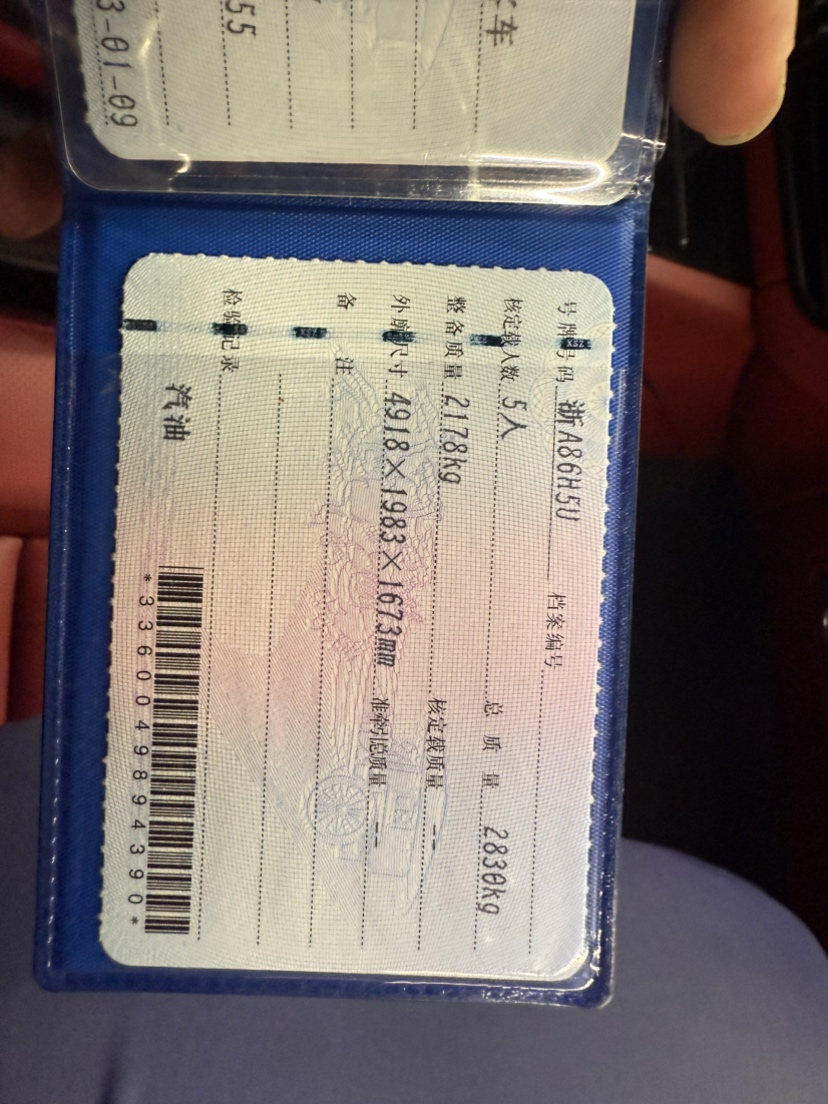 车
55
3-01-09
号牌号码 浙A86H5U 档案编号
核定载人数 5人 总质量 2830kg
整备质量 2178kg 核定载质量 --
外廓尺寸 4918×1983×1673mm 准牵引总质量 --
备注
检验记录
汽油
*3360049894390*